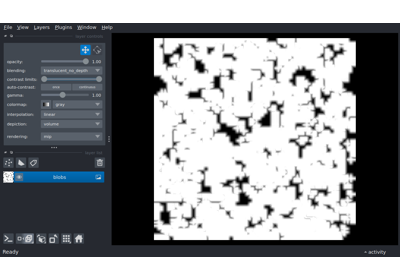 File View Layers Plugins Window Help
opacity: 1.00
blending: translucent_no_depth
contrast limits:
auto-contrast: once continuous
gamma: 1.00
colormap: gray
interpolation: linear
depiction: volume
rendering: mip
blobs
Ready
activity